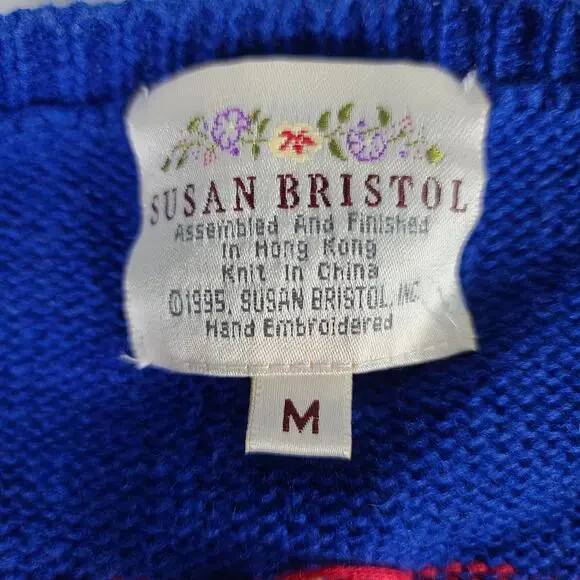 SUSAN BRISTOL
Assembled And Finished
In Hong Kong
Knit In China
©1995, SUSAN BRISTOL, INC.
Hand Embroidered
M